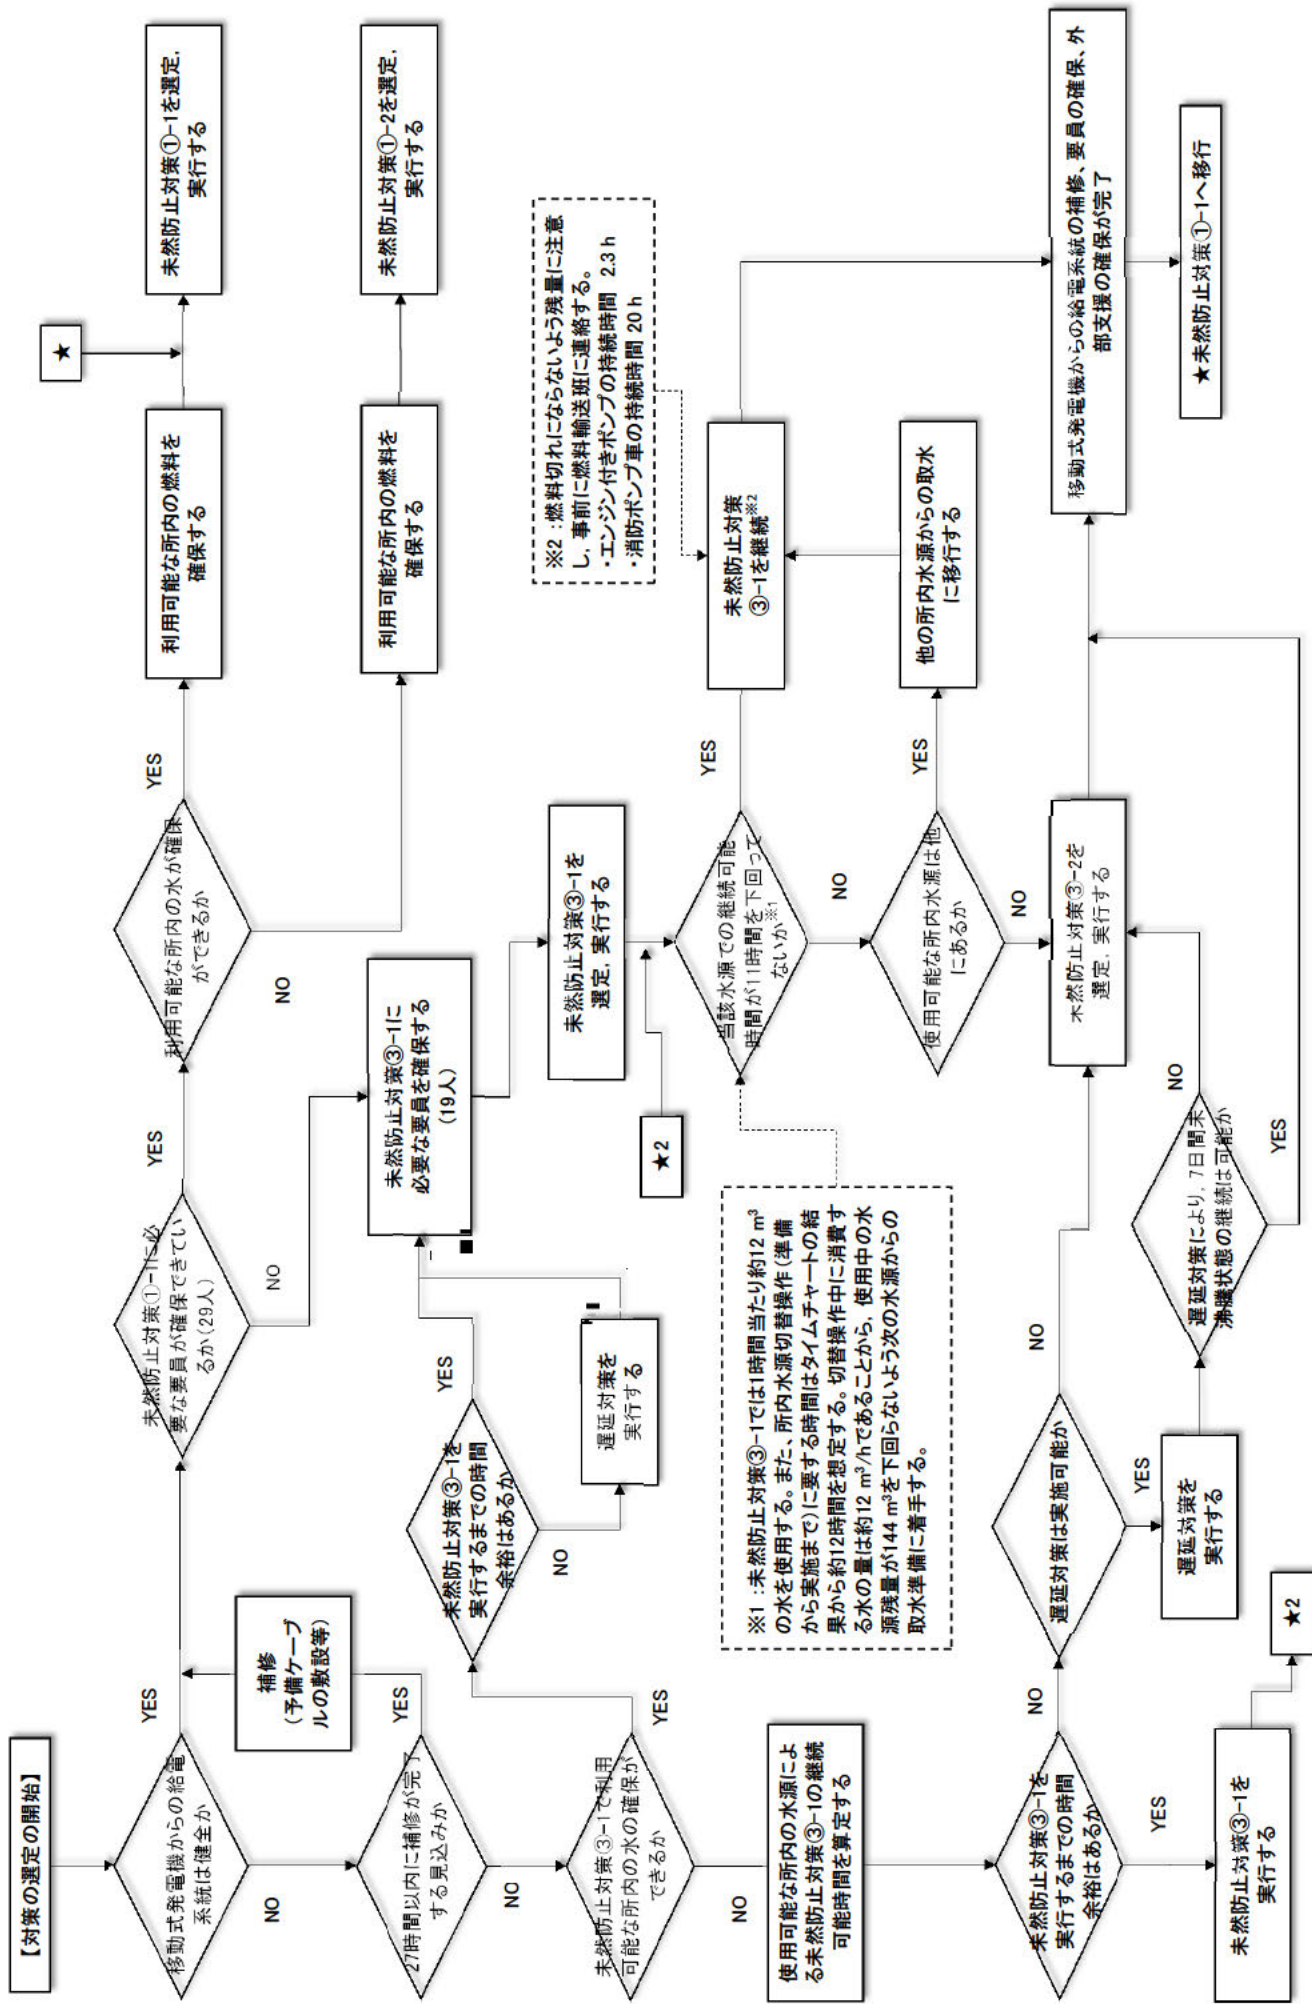 【対策の選定の開始】
移動式発電機からの給電
系統は健全か
YES
NO
補修
(予備ケーブ
ルの敷設等)
27時間以内に補修が完了
する見込みか
YES
NO
未然防止対策③-1で利用
可能な所内の水の確保が
できるか
YES
NO
使用可能な所内の水源によ
る未然防止対策③-1の継続
可能時間を算定する
未然防止対策③-1を
実行するまでの時間
余裕はあるか
NO
YES
未然防止対策③-1を
実行する
★2
未然防止対策①-1に必
要な要員が確保できてい
るか(29人)
YES
NO
未然防止対策③-1を
実行するまでの時間
余裕はあるか
YES
NO
遅延対策を
実行する
未然防止対策③-1に
必要な要員を確保する
(19人)
※1:未然防止対策③-1では1時間当たり約12 m³
の水を使用する。また、所内水源切替操作(準備
から実施まで)に要する時間はタイムチャートの結
果から約12時間を想定する。切替操作中に消費す
る水の量は約12 m³/hであることから、使用中の水
源残量が144 m³を下回らないよう次の水源からの
取水準備に着手する。
遅延対策は実施可能か
NO
YES
遅延対策を
実行する
遅延対策により、7日間未
沸騰状態の継続は可能か
NO
YES
利用可能な所内の水が確保
ができるか
YES
NO
未然防止対策③-1を
選定、実行する
★2
当該水源での継続可能
時間が11時間を下回って
ないか※1
YES
NO
使用可能な所内水源は他
にあるか
YES
NO
未然防止対策③-2を
選定、実行する
利用可能な所内の燃料を
確保する
★
利用可能な所内の燃料を
確保する
未然防止対策①-1を選定、
実行する
未然防止対策①-2を選定、
実行する
※2:燃料切れにならないよう残量に注意
し、事前に燃料輸送班に連絡する。
・エンジン付きポンプの持続時間 2.3 h
・消防ポンプ車の持続時間 20 h
未然防止対策
③-1を継続※2
他の所内水源からの取水
に移行する
移動式発電機からの給電系統の補修、要員の確保、外
部支援の確保が完了
★未然防止対策①-1へ移行